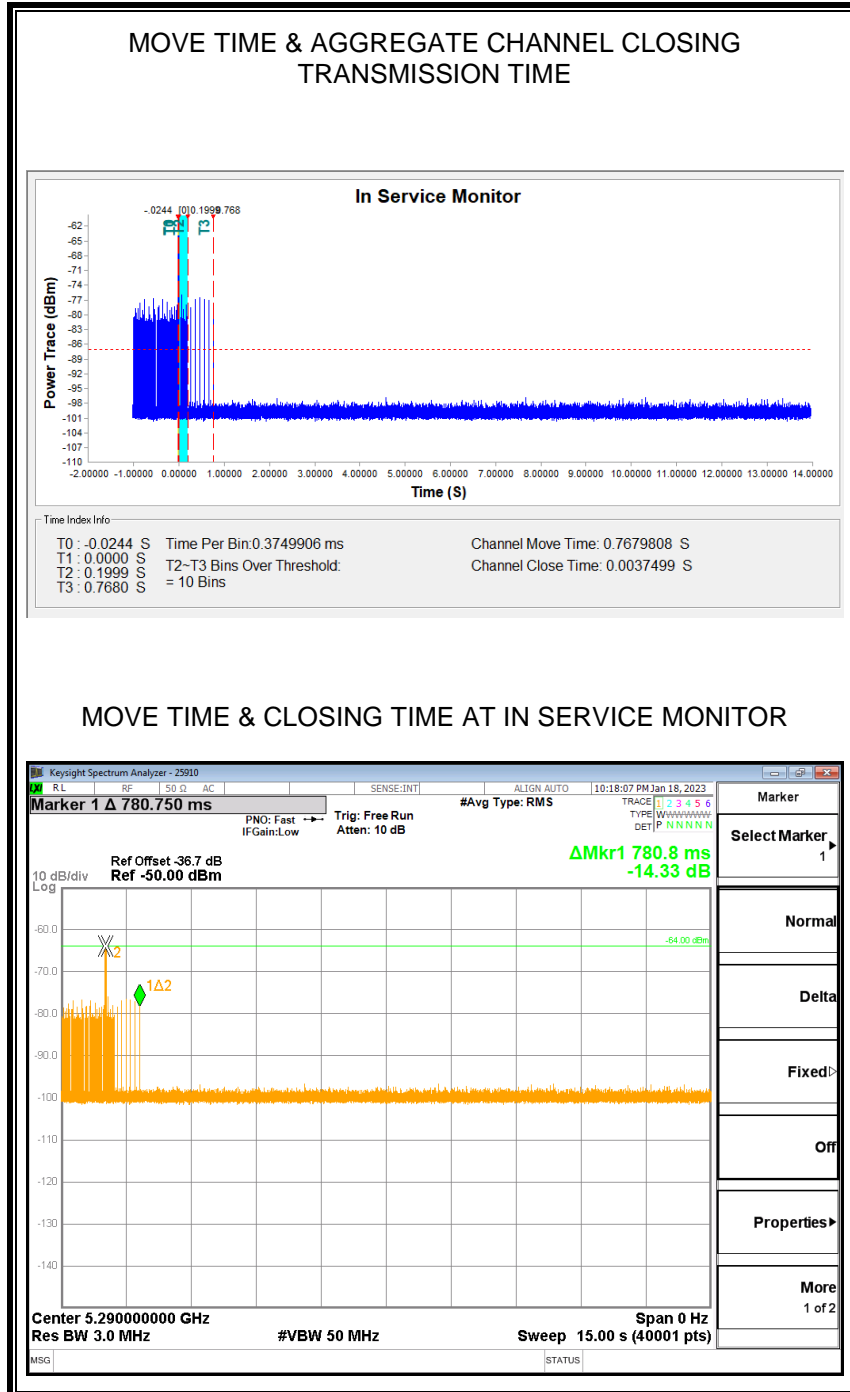 MOVE TIME & AGGREGATE CHANNEL CLOSING
TRANSMISSION TIME
In Service Monitor
-.0244 [0]0.1999
.768
T2
T3
Power Trace (dBm)
-62
-65
-68
-71
-74
-77
-80
-83
-86
-89
-92
-95
-98
-101
-104
-107
-110
-2.00000 -1.00000 0.00000 1.00000 2.00000 3.00000 4.00000 5.00000 6.00000 7.00000 8.00000 9.00000 10.00000 11.00000 12.00000 13.00000 14.00000
Time (S)
Time Index Info
T0 : -0.0244 S
T1 : 0.0000 S
T2 : 0.1999 S
T3 : 0.7680 S
Time Per Bin:0.3749906 ms
T2~T3 Bins Over Threshold:
= 10 Bins
Channel Move Time: 0.7679808 S
Channel Close Time: 0.0037499 S
MOVE TIME & CLOSING TIME AT IN SERVICE MONITOR
Keysight Spectrum Analyzer - 25910
LXI RL RF 50 Ω AC SENSE:INT ALIGN AUTO 10:18:07 PM Jan 18, 2023
Marker 1 Δ 780.750 ms
PNO: Fast
IFGain:Low
Trig: Free Run
Atten: 10 dB
#Avg Type: RMS
TRACE 1 2 3 4 5 6
TYPE WWWWWW
DET P N N N N N
ΔMkr1 780.8 ms
-14.33 dB
Ref Offset -36.7 dB
Ref -50.00 dBm
10 dB/div
Log
-60.0
-70.0
-80.0
-90.0
-100
-110
-120
-130
-140
-64.00 dBm
2
1Δ2
Center 5.290000000 GHz
Span 0 Hz
Res BW 3.0 MHz
#VBW 50 MHz
Sweep 15.00 s (40001 pts)
MSG
STATUS
Marker
Select Marker
1
Normal
Delta
Fixed
Off
Properties
More
1 of 2